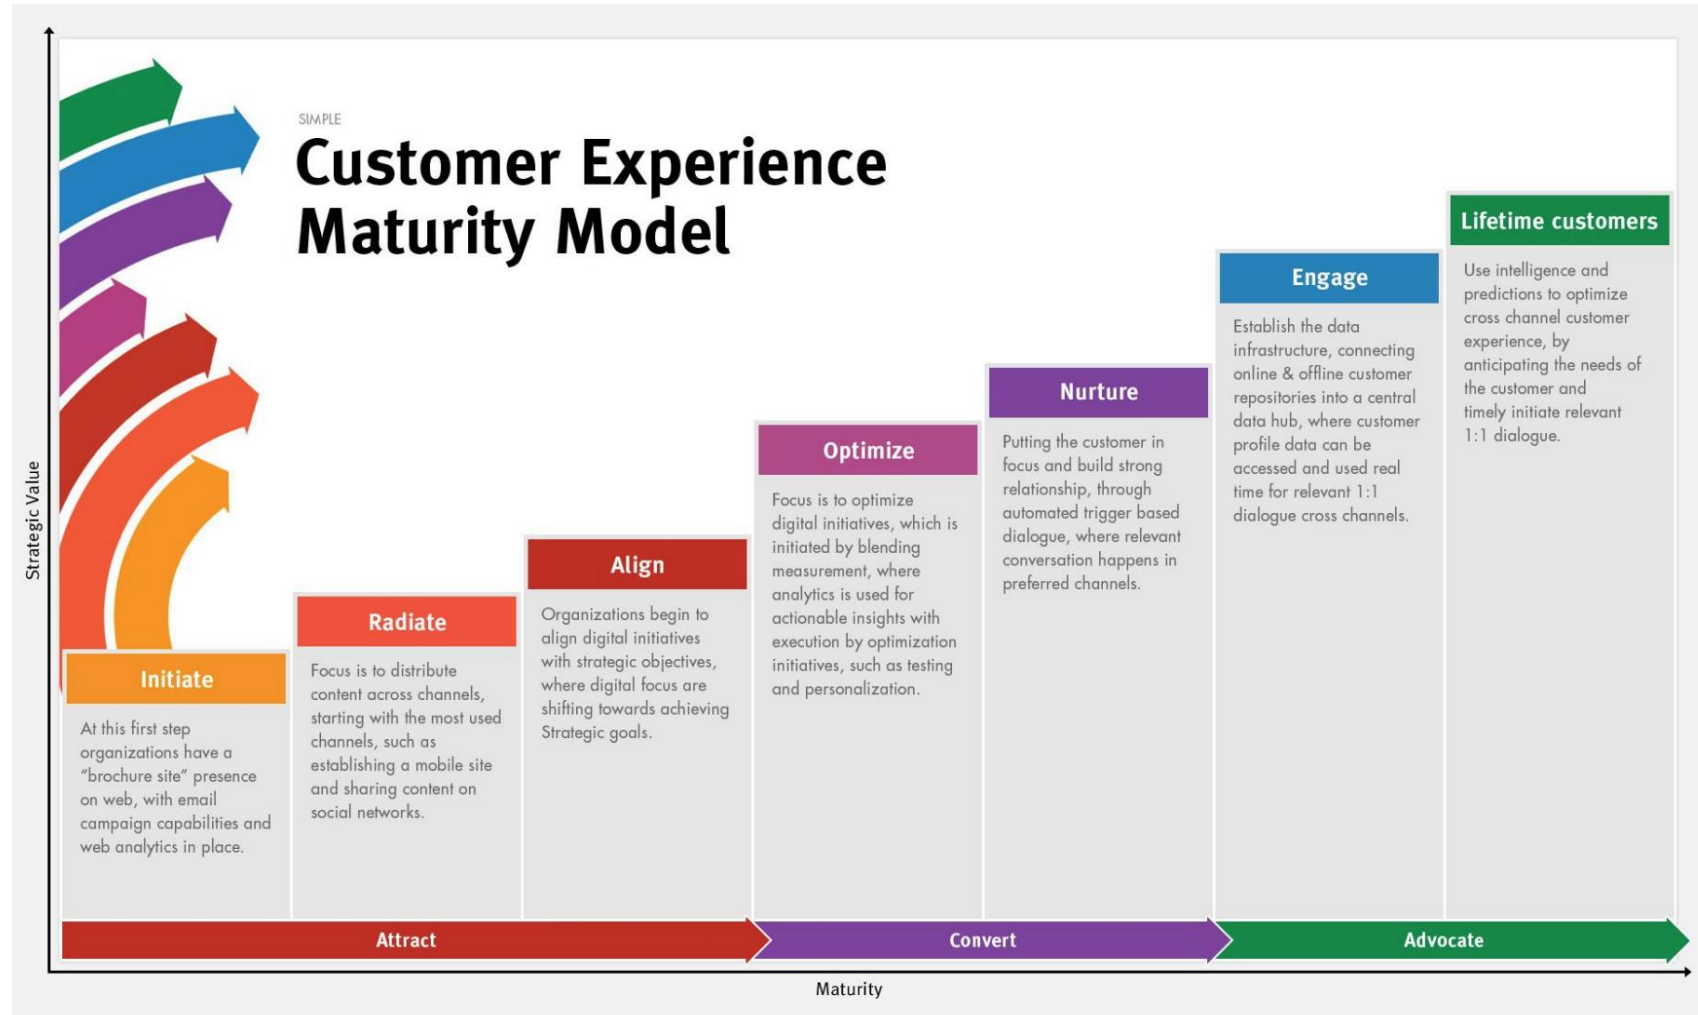 SIMPLE
Customer Experience
Maturity Model
Strategic Value
Initiate
At this first step
organizations have a
“brochure site” presence
on web, with email
campaign capabilities and
web analytics in place.
Radiate
Focus is to distribute
content across channels,
starting with the most used
channels, such as
establishing a mobile site
and sharing content on
social networks.
Align
Organizations begin to
align digital initiatives
with strategic objectives,
where digital focus are
shifting towards achieving
Strategic goals.
Optimize
Focus is to optimize
digital initiatives, which is
initiated by blending
measurement, where
analytics is used for
actionable insights with
execution by optimization
initiatives, such as testing
and personalization.
Nurture
Putting the customer in
focus and build strong
relationship, through
automated trigger based
dialogue, where relevant
conversation happens in
preferred channels.
Engage
Establish the data
infrastructure, connecting
online & offline customer
repositories into a central
data hub, where customer
profile data can be
accessed and used real
time for relevant 1:1
dialogue cross channels.
Lifetime customers
Use intelligence and
predictions to optimize
cross channel customer
experience, by
anticipating the needs of
the customer and
timely initiate relevant
1:1 dialogue.
Attract
Convert
Advocate
Maturity